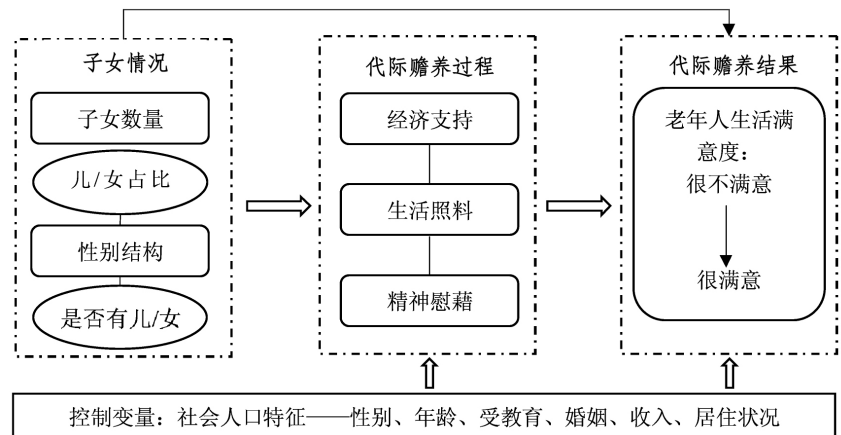 子女情况
子女数量
儿/女占比
性别结构
是否有儿/女
代际赡养过程
经济支持
生活照料
精神慰藉
代际赡养结果
老年人生活满
意度：
很不满意
很满意
控制变量：社会人口特征——性别、年龄、受教育、婚姻、收入、居住状况